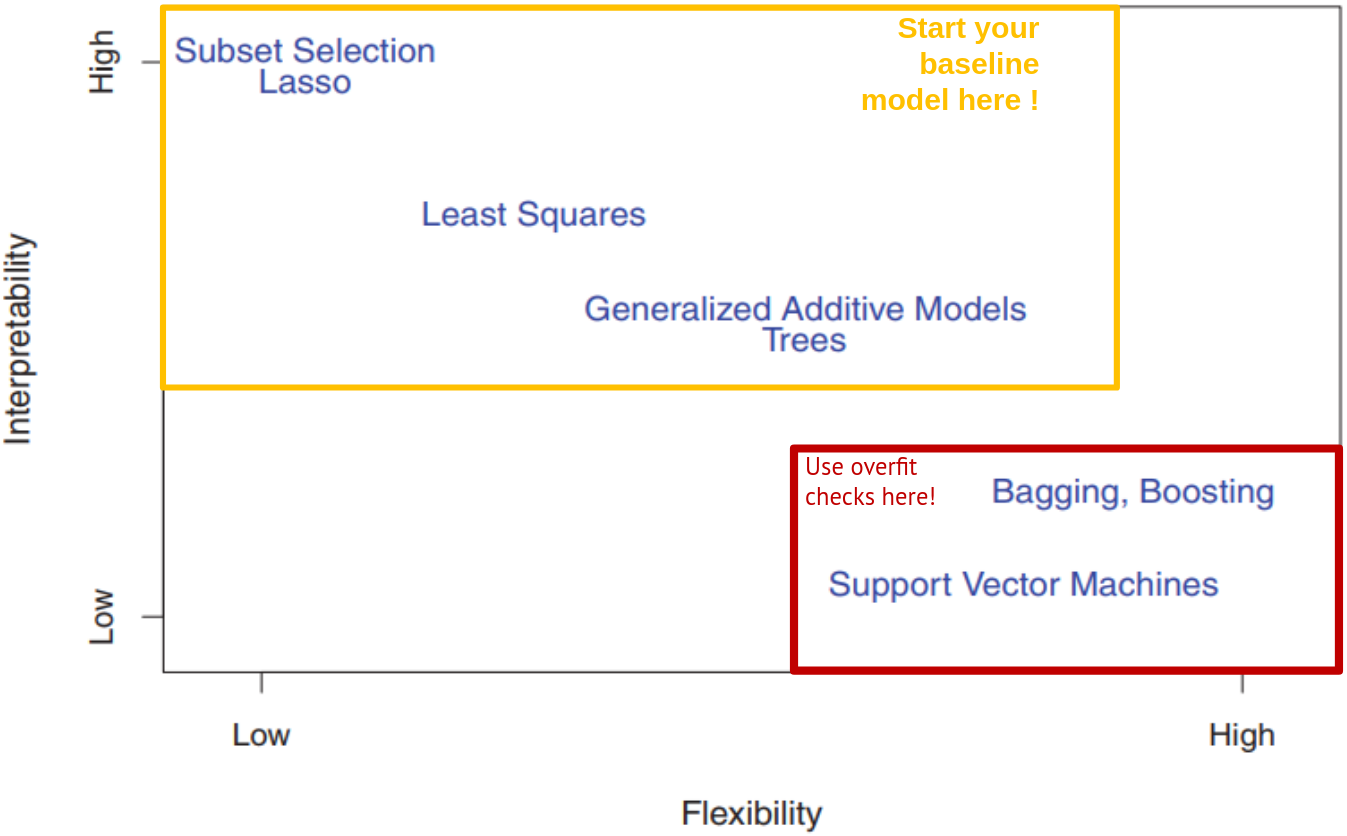 High
Subset Selection
Lasso
Start your
baseline
model here !
Least Squares
Generalized Additive Models
Trees
Interpretability
Use overfit
checks here!
Bagging, Boosting
Support Vector Machines
Low
Low
High
Flexibility